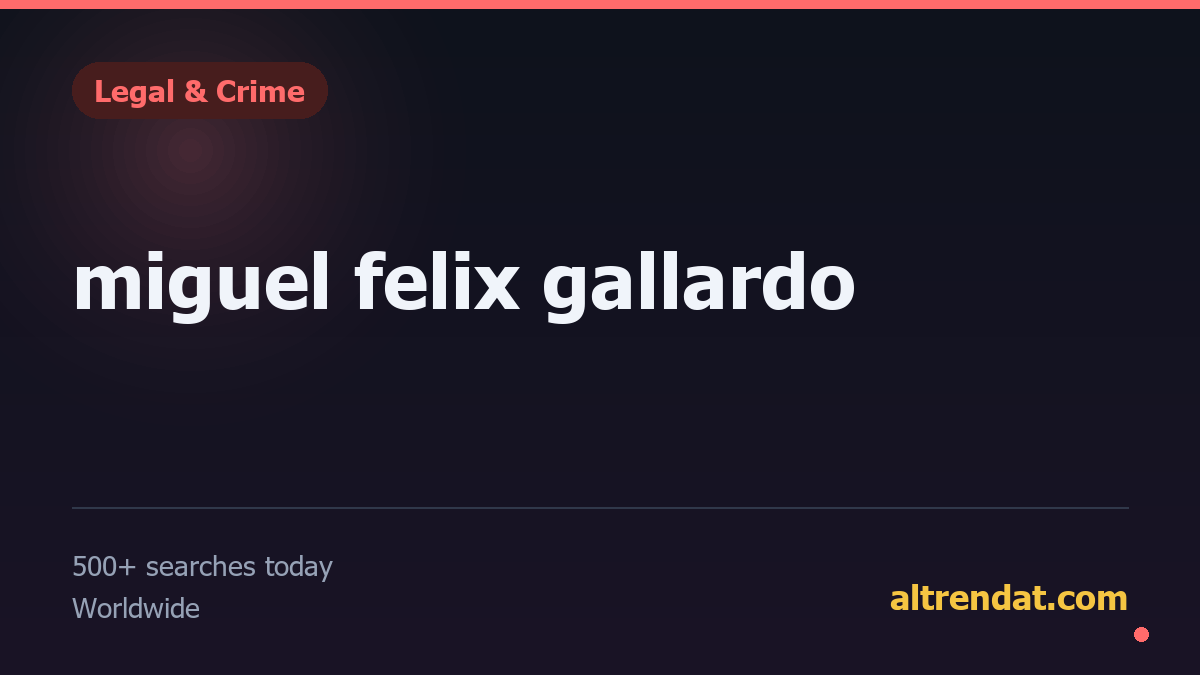 Legal & Crime
miguel felix gallardo
500+ searches today
Worldwide
altrendat.com